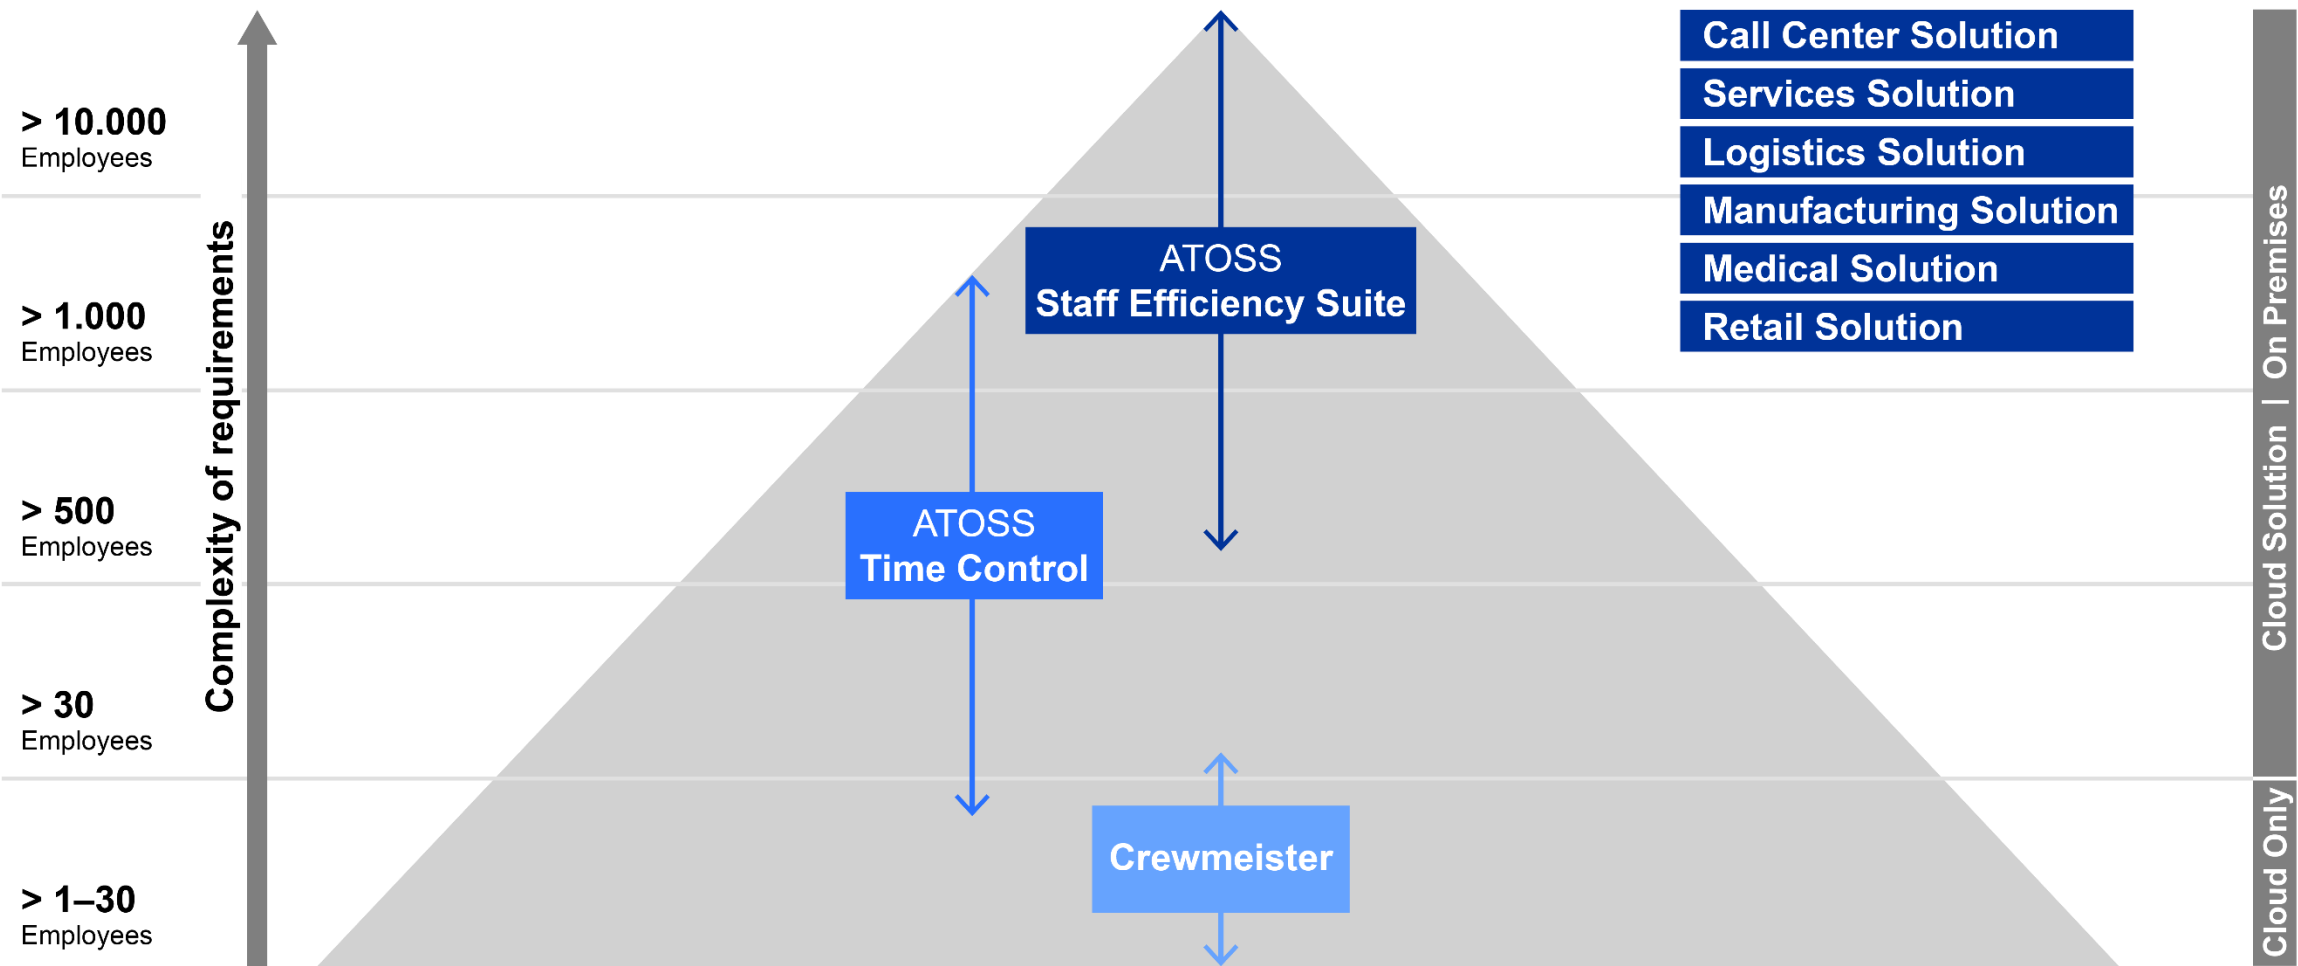 > 10.000
Employees
> 1.000
Employees
> 500
Employees
> 30
Employees
> 1–30
Employees
Complexity of requirements
ATOSS
Staff Efficiency Suite
ATOSS
Time Control
Crewmeister
Call Center Solution
Services Solution
Logistics Solution
Manufacturing Solution
Medical Solution
Retail Solution
Cloud Solution | On Premises
Cloud Only